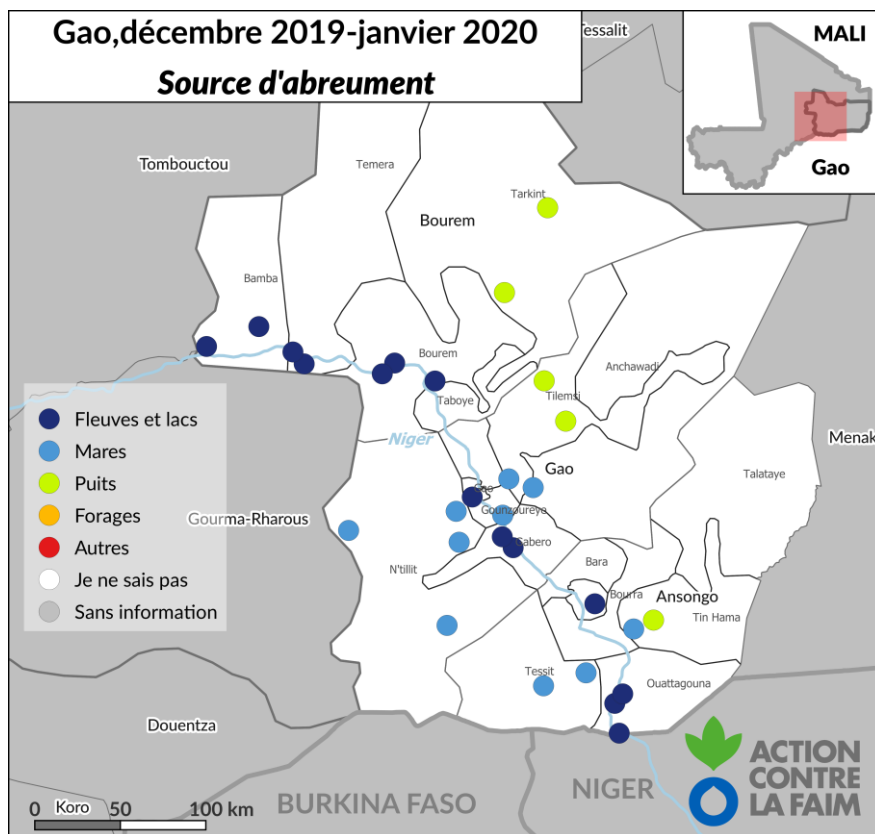 Gao,décembre 2019-janvier 2020
Source d'abreument
Tessalit
MALI
Gao
Tombouctou
Temera
Tarkint
Bourem
Bamba
Bourem
Anchawadi
Taboye
Tilemsi
Niger
Menak
Talataye
Gao
Gao
Gounzoureye
Gourma-Rharous
Gabero
N'tillit
Bara
Bourra
Ansongo
Tin Hama
Tessit
Ouattagouna
Douentza
Fleuves et lacs
Mares
Puits
Forages
Autres
Je ne sais pas
Sans information
0 50 100 km
Koro
BURKINA FASO
NIGER
ACTION
CONTRE
LA FAIM